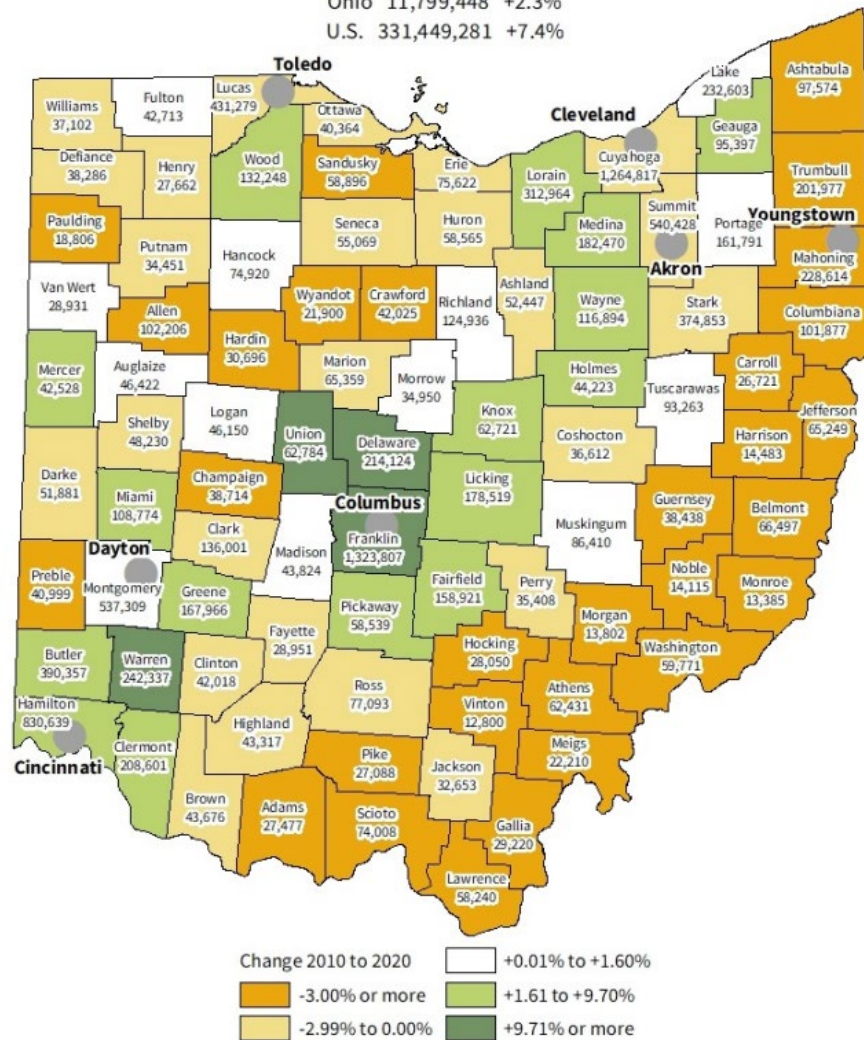 Ohio 11,799,448 +2.3%
U.S. 331,449,281 +7.4%
Toledo
Lake
232,603
Ashtabula
97,574
Williams
37,102
Fulton
42,713
Lucas
431,279
Ottawa
40,364
Cleveland
Geauga
95,397
Defiance
38,286
Henry
27,662
Wood
132,248
Sandusky
58,896
Erie
75,622
Lorain
312,964
Cuyahoga
1,264,817
Trumbull
201,977
Paulding
18,806
Putnam
34,451
Hancock
74,920
Seneca
55,069
Huron
58,565
Medina
182,470
Summit
540,428
Akron
Portage
161,791
Youngstown
Mahoning
228,614
Van Wert
28,931
Allen
102,206
Wyandot
21,900
Crawford
42,025
Richland
124,936
Ashland
52,447
Wayne
116,894
Stark
374,853
Columbiana
101,877
Hardin
30,696
Mercer
42,528
Auglaize
46,422
Marion
65,359
Morrow
34,950
Holmes
44,223
Tuscarawas
93,263
Carroll
26,721
Jefferson
65,249
Shelby
48,230
Logan
46,150
Union
62,784
Delaware
214,124
Knox
62,721
Coshocton
36,612
Harrison
14,483
Darke
51,881
Miami
108,774
Champaign
38,714
Licking
178,519
Guernsey
38,438
Belmont
66,497
Clark
136,001
Columbus
Franklin
1,323,807
Madison
43,824
Muskingum
86,410
Dayton
Preble
40,999
Montgomery
537,309
Greene
167,966
Pickaway
58,539
Fairfield
158,921
Perry
35,408
Noble
14,115
Monroe
13,385
Morgan
13,802
Fayette
28,951
Hocking
28,050
Washington
59,771
Butler
390,357
Warren
242,337
Clinton
42,018
Ross
77,093
Vinton
12,800
Athens
62,431
Hamilton
830,639
Cincinnati
Clermont
208,601
Highland
43,317
Pike
27,088
Jackson
32,653
Meigs
22,210
Brown
43,676
Adams
27,477
Scioto
74,008
Gallia
29,220
Lawrence
58,240
Change 2010 to 2020
-3.00% or more
-2.99% to 0.00%
+0.01% to +1.60%
+1.61 to +9.70%
+9.71% or more